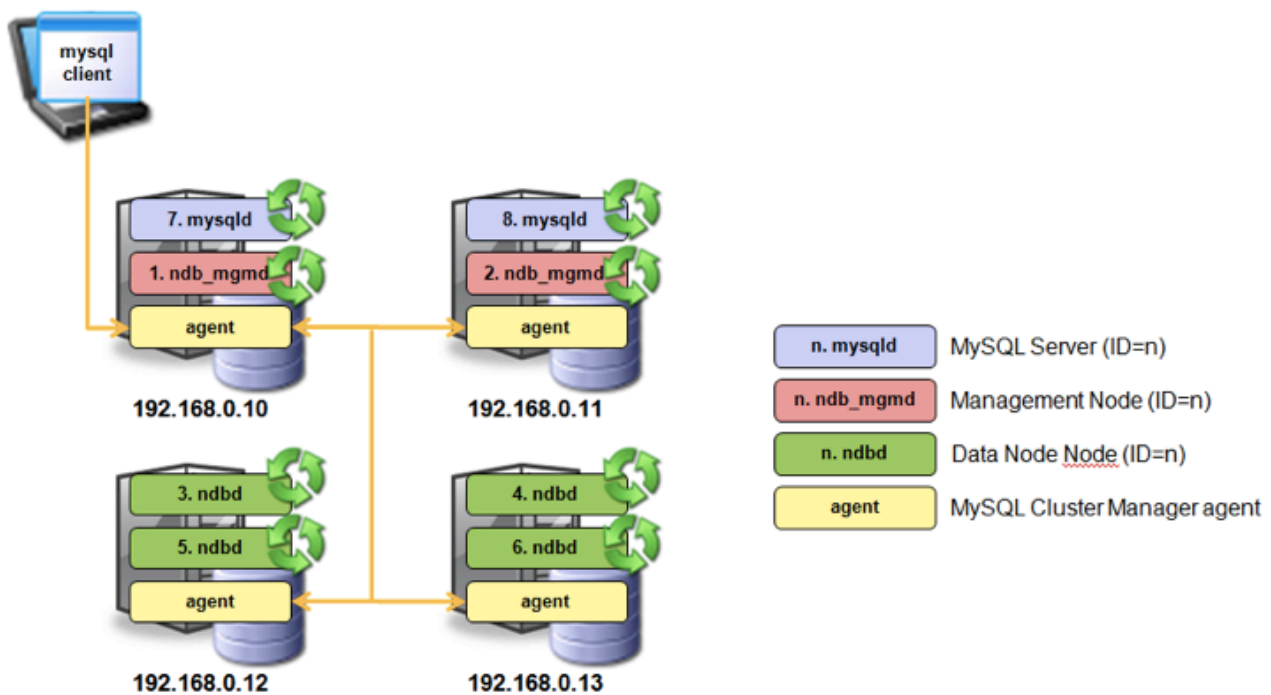 mysql
client
7. mysqld
1. ndb_mgmd
agent
192.168.0.10
8. mysqld
2. ndb_mgmd
agent
192.168.0.11
3. ndbd
5. ndbd
agent
192.168.0.12
4. ndbd
6. ndbd
agent
192.168.0.13
n. mysqld MySQL Server (ID=n)
n. ndb_mgmd Management Node (ID=n)
n. ndbd Data Node Node (ID=n)
agent MySQL Cluster Manager agent